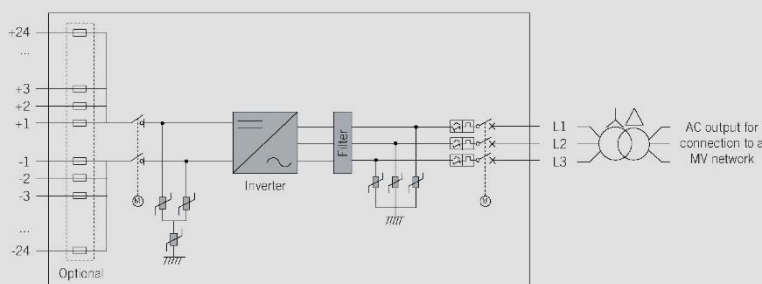 +24
...
+3
+2
+1
-1
-2
-3
...
-24
Optional
M
Inverter
Filter
M
L1
L2
L3
AC output for
connection to a
MV network